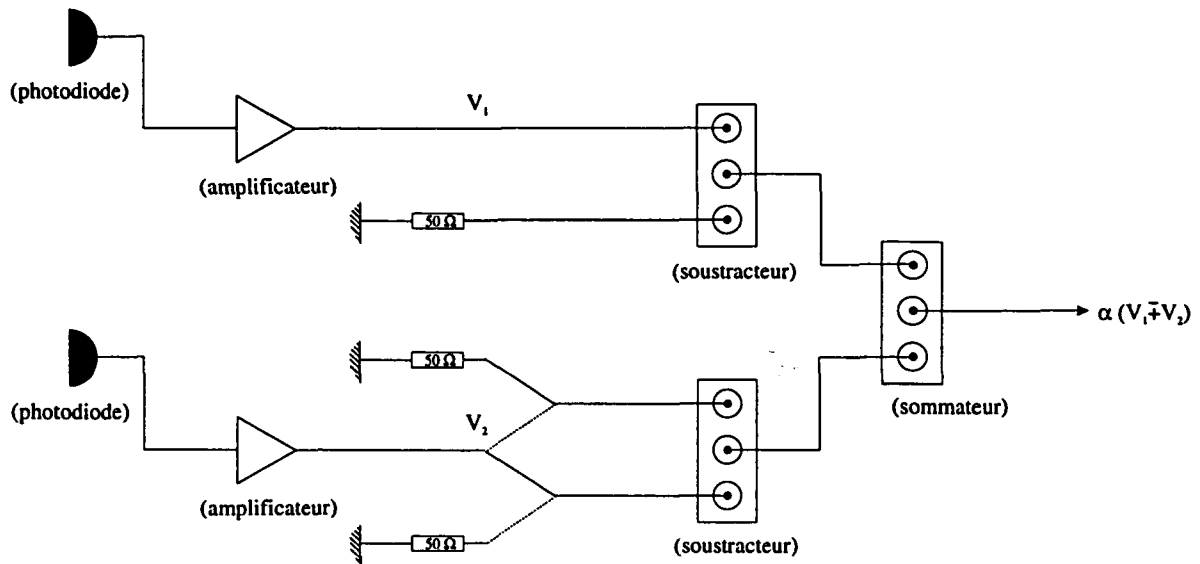 (photodiode)
V₁
(amplificateur)
50 Ω
(soustracteur)
α (V₁∓V₂)
(photodiode)
50 Ω
V₂
(sommateur)
(amplificateur)
50 Ω
(soustracteur)